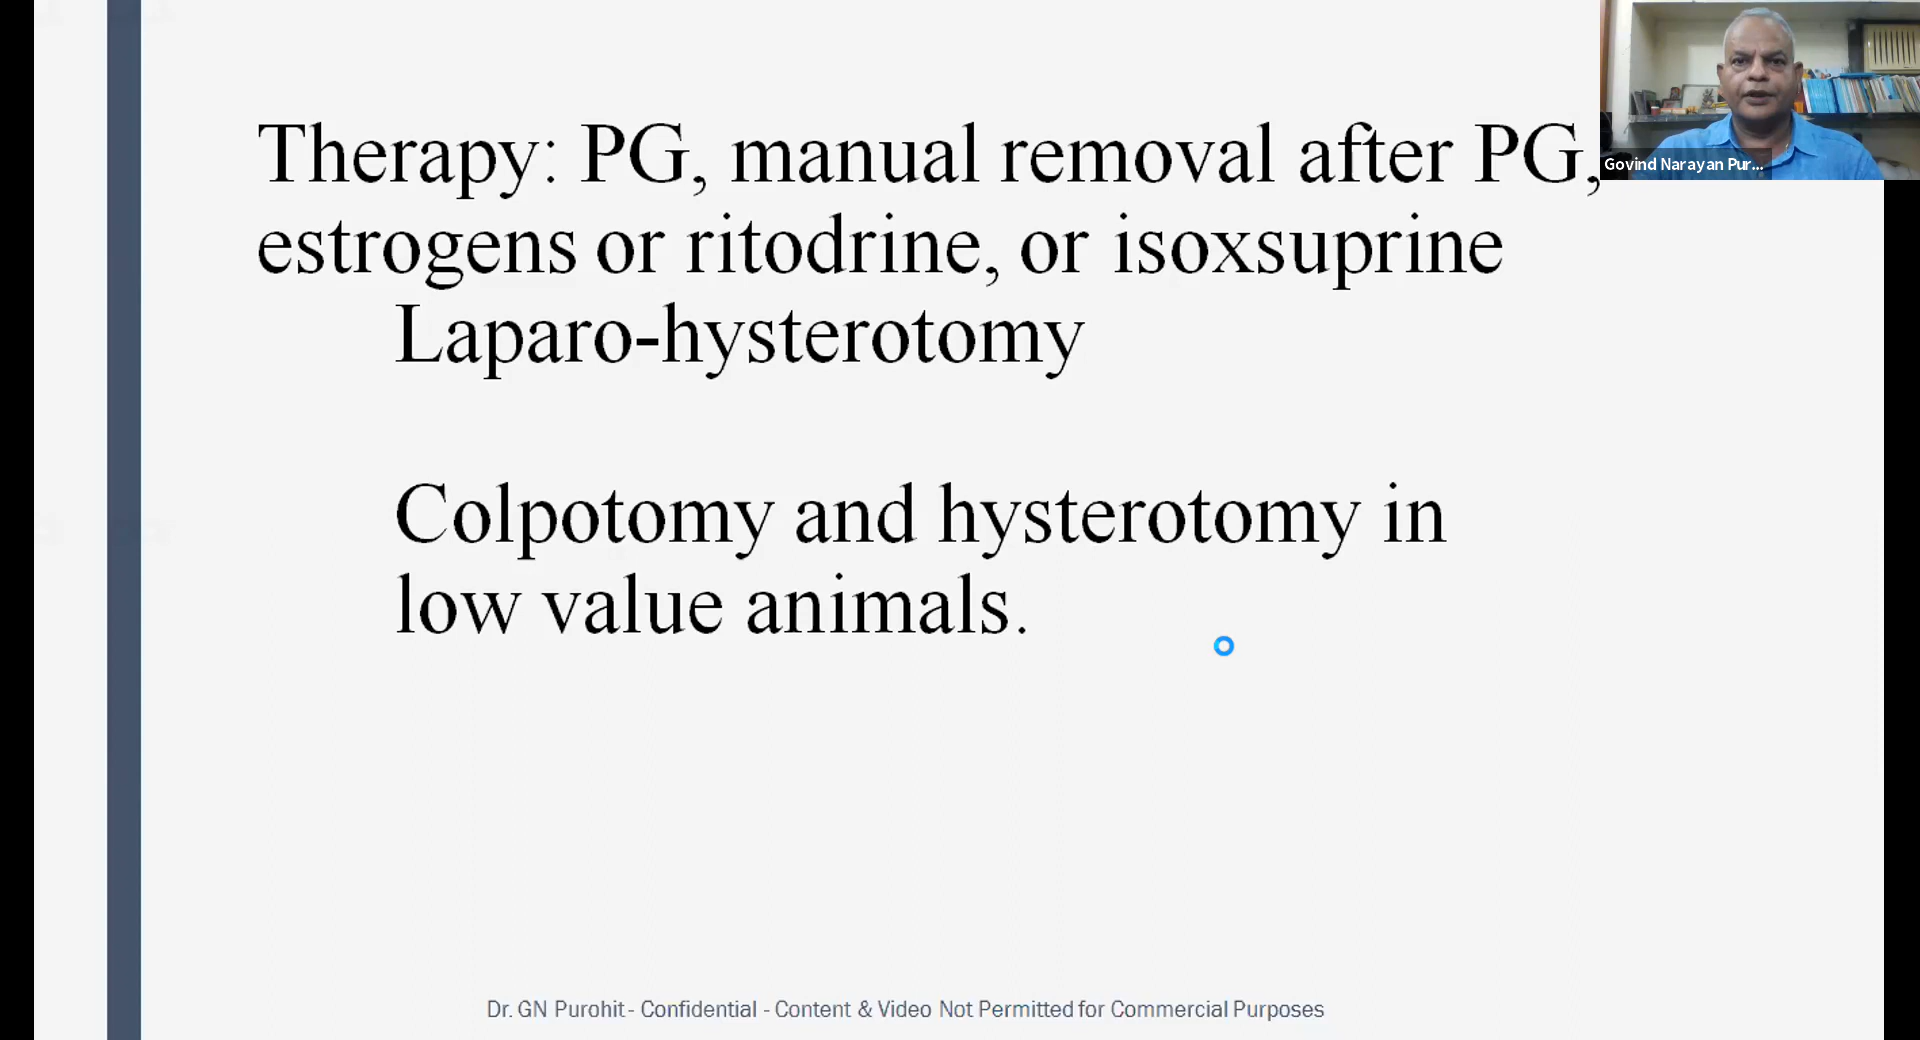 Therapy: PG, manual removal after PG,
estrogens or ritodrine, or isoxsuprine
Laparo-hysterotomy
Colpotomy and hysterotomy in
low value animals.
Govind Narayan Pur...
Dr. GN Purohit - Confidential - Content & Video Not Permitted for Commercial Purposes